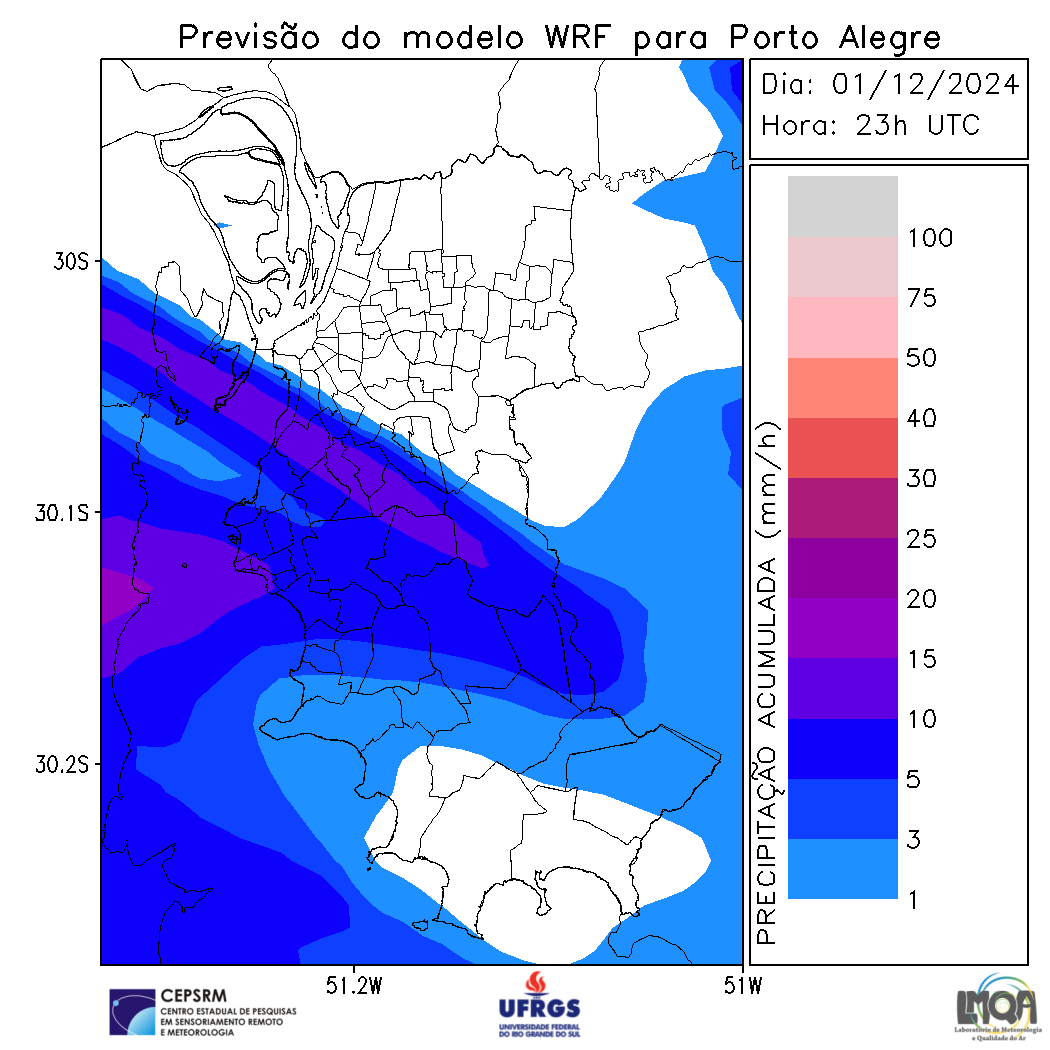 Previsão do modelo WRF para Porto Alegre
Dia: 01/12/2024
Hora: 23h UTC
30S
30.1S
30.2S
51.2W
51W
PRECIPITAÇÃO ACUMULADA (mm/h)
100
75
50
40
30
25
20
15
10
5
3
1
CEPSRM
CENTRO ESTADUAL DE PESQUISAS
EM SENSORIAMENTO REMOTO
E METEOROLOGIA
UFRGS
UNIVERSIDADE FEDERAL
DO RIO GRANDE DO SUL
LMQA
Laboratório de Meteorologia
e Qualidade do Ar